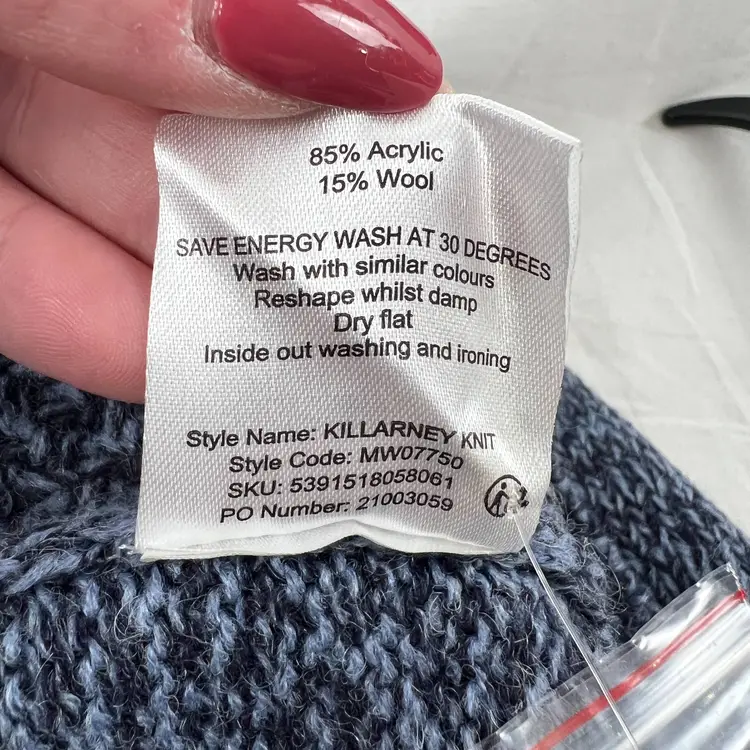 85% Acrylic
15% Wool
SAVE ENERGY WASH AT 30 DEGREES
Wash with similar colours
Reshape whilst damp
Dry flat
Inside out washing and ironing
Style Name: KILLARNEY KNIT
Style Code: MW07750
SKU: 5391518058061
PO Number: 21003059